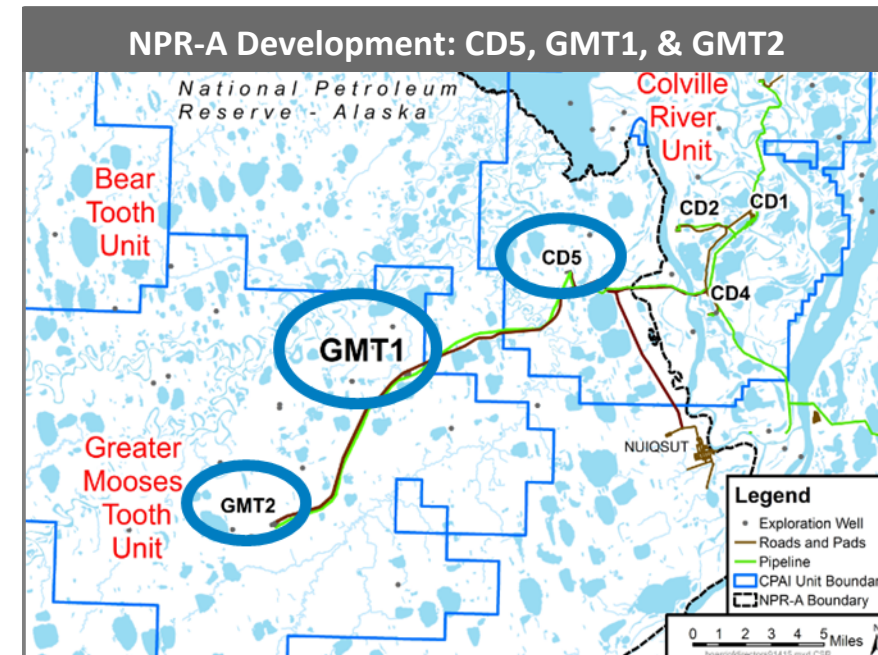 NPR-A Development: CD5, GMT1, & GMT2
National Petroleum
Reserve - Alaska
Colville
River
Unit
Bear
Tooth
Unit
CD2
CD1
CD5
CD4
GMT1
NUIQSUT
Greater
Mooses
Tooth
Unit
GMT2
Legend
Exploration Well
Roads and Pads
Pipeline
CPAI Unit Boundar
NPR-A Boundary
0 1 2 3 4 5 Miles
N